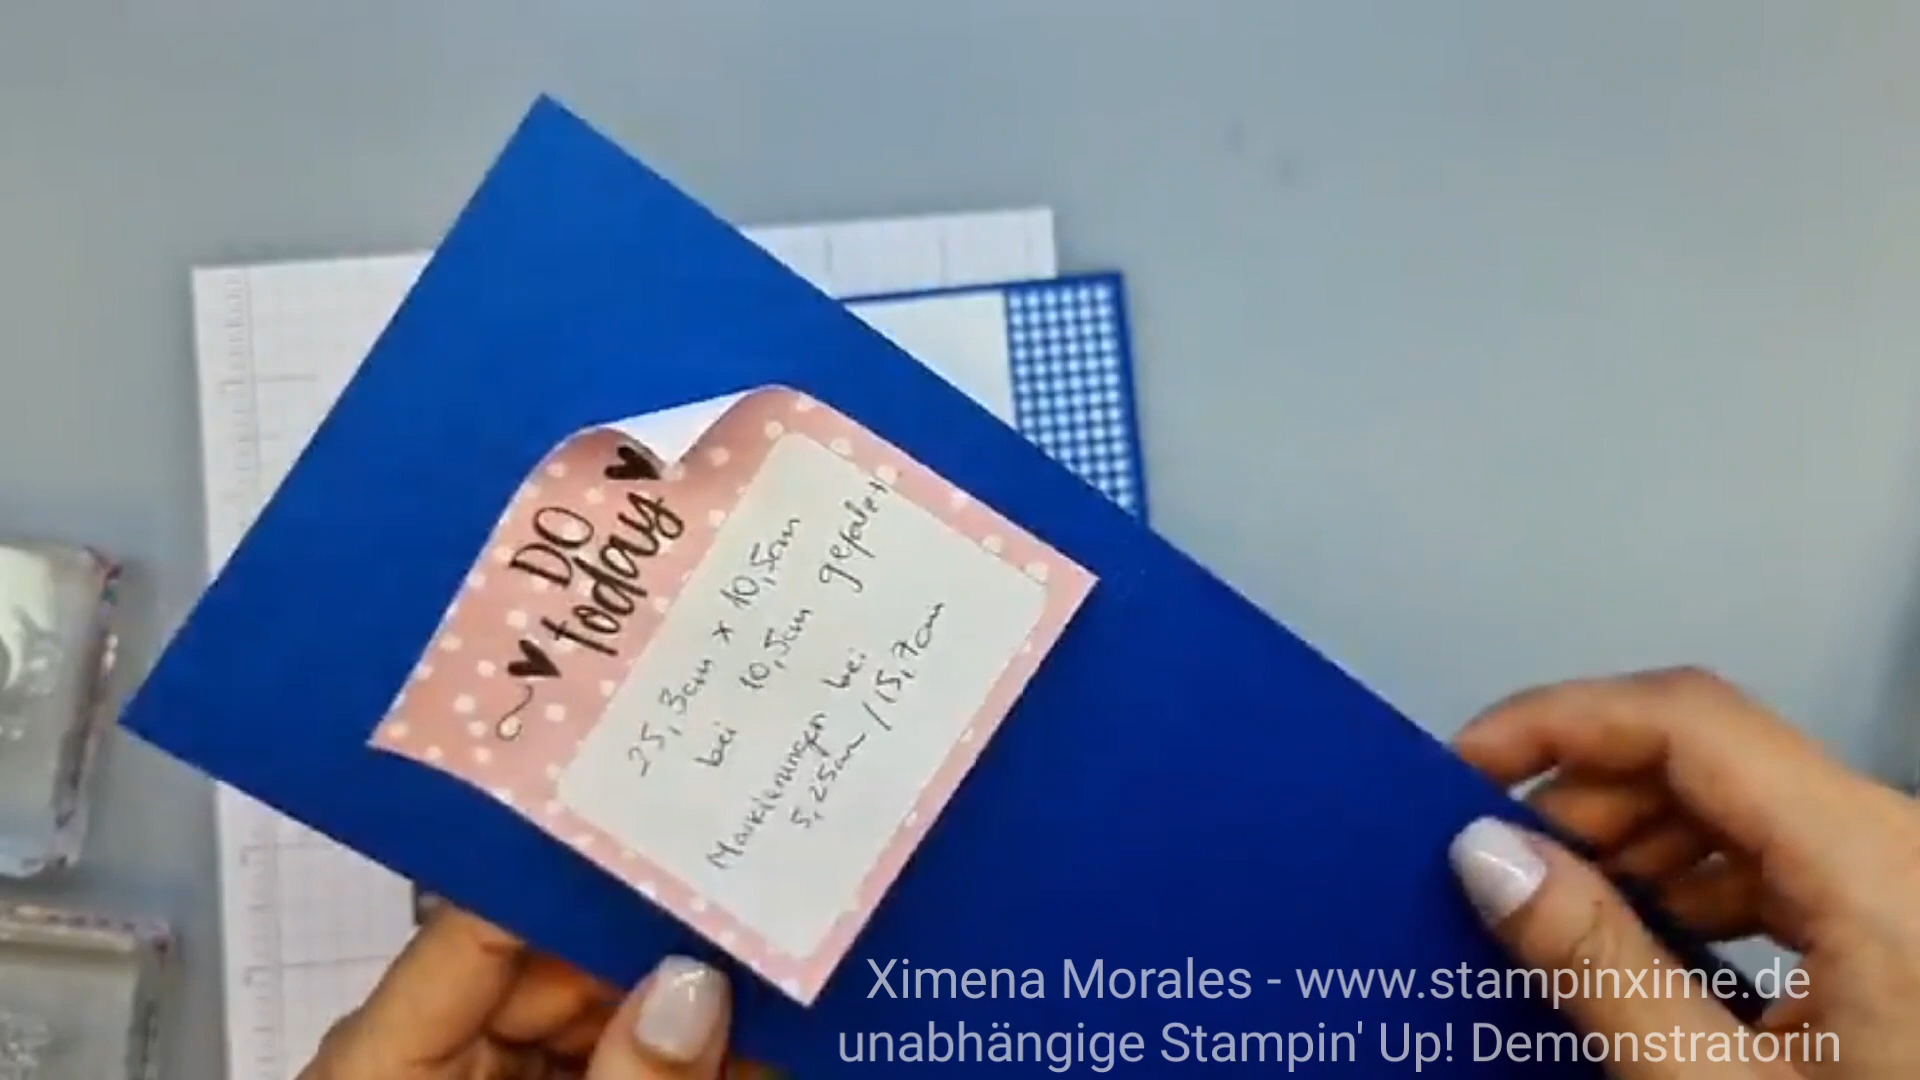 DO
today
25,3cm x 10,5cm
bei 10,5cm gefalzt.
Markierungen bei
5,25cm / 15,7cm
Ximena Morales - www.stampinxime.de
unabhängige Stampin' Up! Demonstratorin